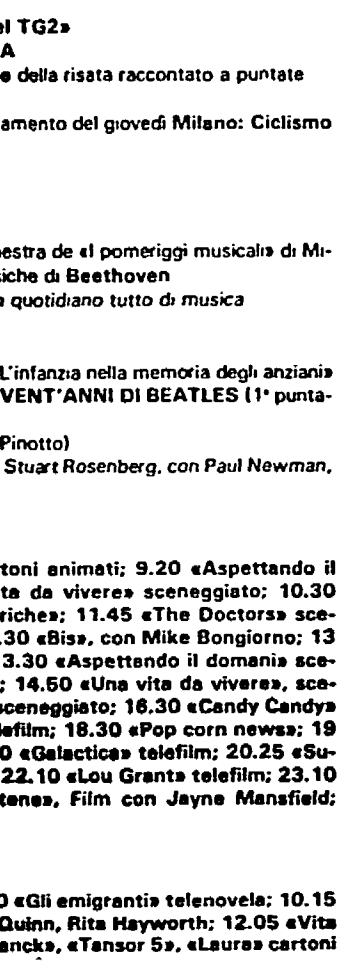 el TG2»
A
e della risata raccontato a puntate
amento del giovedì Milano: Ciclismo
estra de «I pomeriggi musicali» di Mi-
siche di Beethoven
quotidiano tutto di musica
L'infanzia nella memoria degli anziani»
VENT'ANNI DI BEATLES (1ª punta-
Pinotto)
Stuart Rosenberg, con Paul Newman,
rtoni animati; 9.20 «Aspettando il
ta da vivere» sceneggiato; 10.30
riche»; 11.45 «The Doctors» sce-
.30 «Bis», con Mike Bongiorno; 13
3.30 «Aspettando il domani» sce-
; 14.50 «Una vita da vivere», sce-
sceneggiato; 16.30 «Candy Candy»
lefilm; 18.30 «Pop corn news»; 19
0 «Galactica» telefilm; 20.25 «Su-
22.10 «Lou Grant» telefilm; 23.10
tene», Film con Jayne Mansfield;
0 «Gli emigranti» telenovela; 10.15
Quinn, Rita Hayworth; 12.05 «Vita
anck», «Tansor 5», «Laura» cartoni